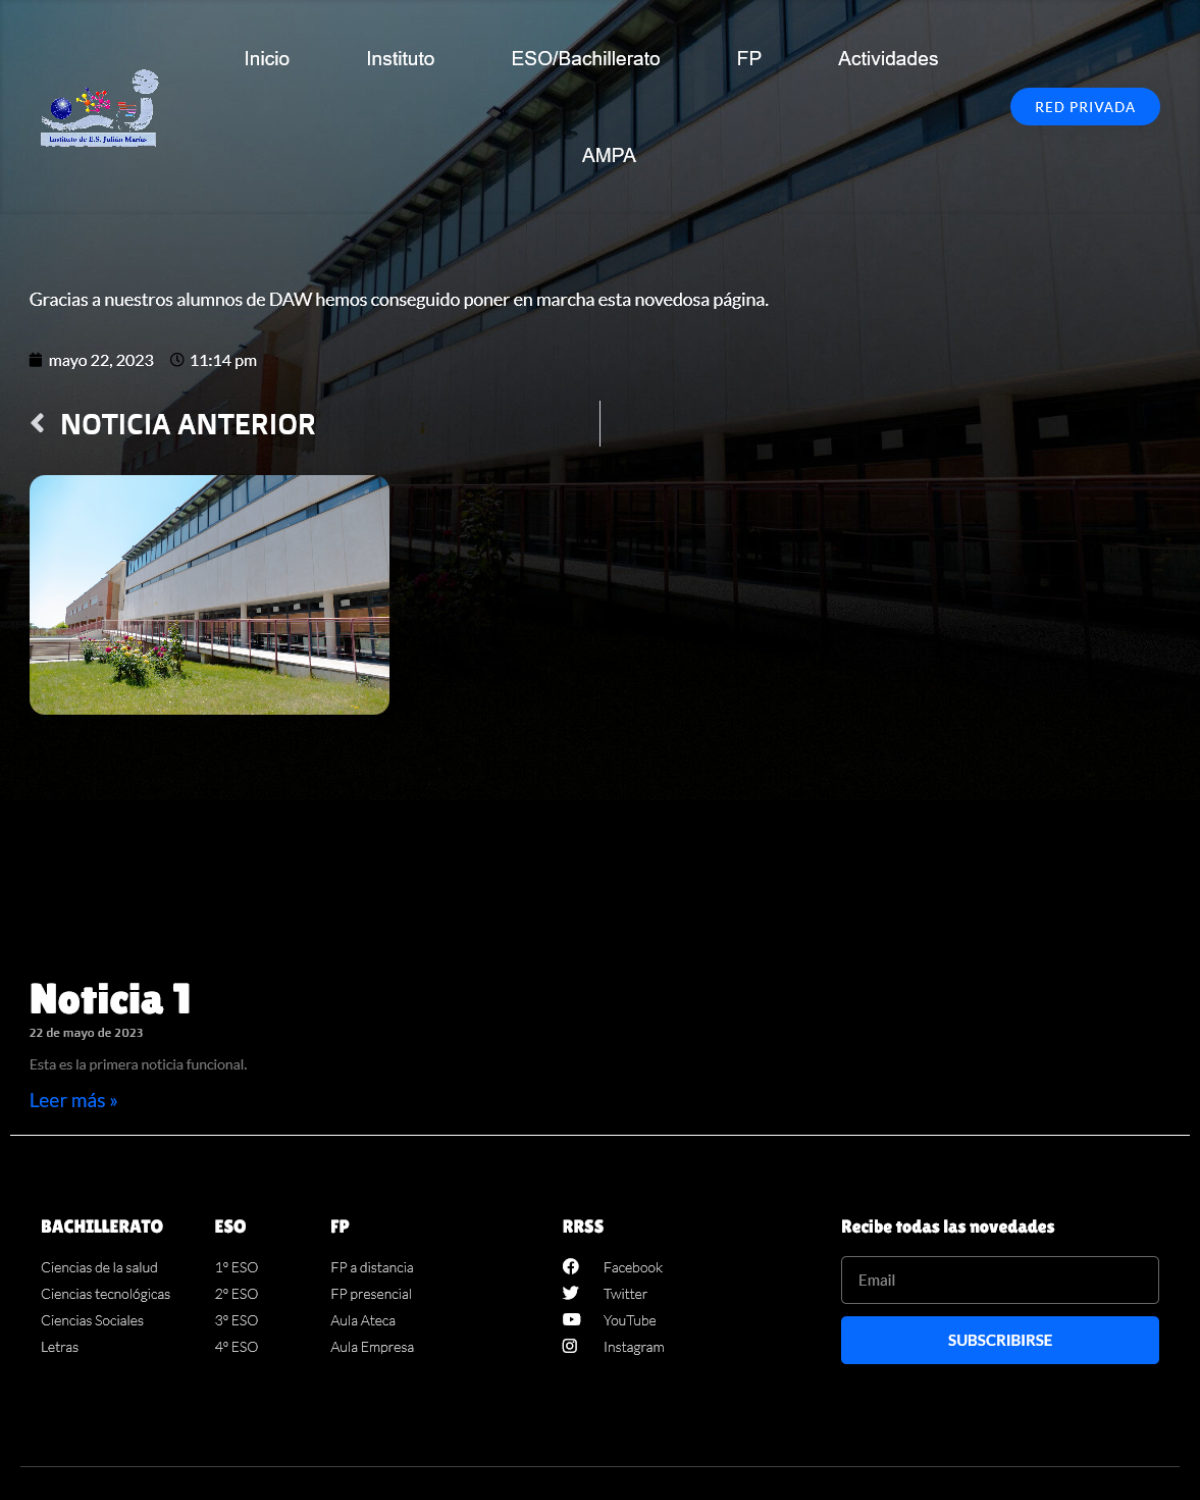 Inicio
Instituto
ESO/Bachillerato
FP
Actividades
AMPA
RED PRIVADA
Instituto de E.S. Julián Marías
Gracias a nuestros alumnos de DAW hemos conseguido poner en marcha esta novedosa página.
mayo 22, 2023 11:14 pm
NOTICIA ANTERIOR
Noticia 1
22 de mayo de 2023
Esta es la primera noticia funcional.
Leer más »
BACHILLERATO
Ciencias de la salud
Ciencias tecnológicas
Ciencias Sociales
Letras
ESO
1º ESO
2º ESO
3º ESO
4º ESO
FP
FP a distancia
FP presencial
Aula Ateca
Aula Empresa
RRSS
Facebook
Twitter
YouTube
Instagram
Recibe todas las novedades
Email
SUBSCRIBIRSE